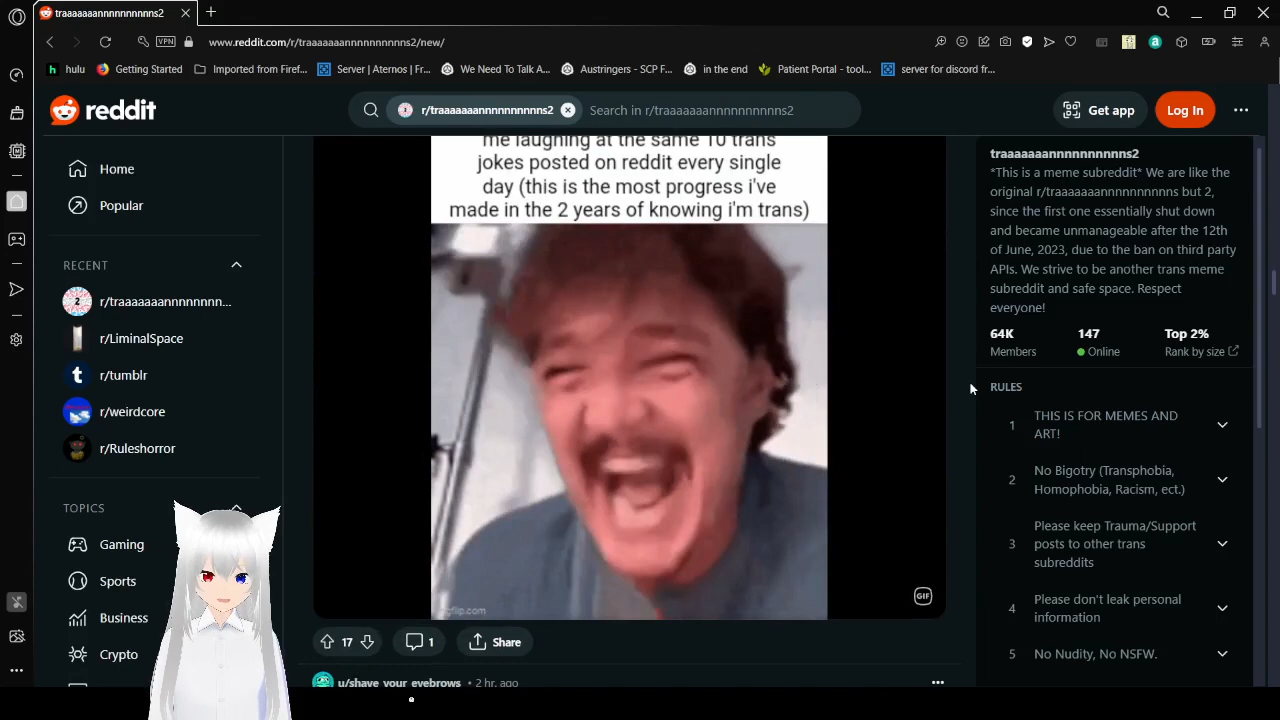 traaaaaaannnnnnnnnns2
VPN
www.reddit.com/r/traaaaaaannnnnnnnnns2/new/
hulu
Getting Started
Imported from Firef...
Server | Aternos | Fr...
We Need To Talk A...
Austringers - SCP F...
in the end
Patient Portal - tool...
server for discord fr...
reddit
r/traaaaaaannnnnnnnnns2
Search in r/traaaaaaannnnnnnnnns2
Get app
Log In
Home
Popular
RECENT
r/traaaaaaannnnnnnn...
r/LiminalSpace
r/tumblr
r/weirdcore
r/Ruleshorror
TOPICS
Gaming
Sports
Business
Crypto
me laughing at the same 10 trans
jokes posted on reddit every single
day (this is the most progress i've
made in the 2 years of knowing i'm trans)
GIF
17
1
Share
u/shave_your_eyebrows • 2 hr. ago
traaaaaaannnnnnnnnns2
*This is a meme subreddit* We are like the
original r/traaaaaaannnnnnnnnns but 2,
since the first one essentially shut down
and became unmanageable after the 12th
of June, 2023, due to the ban on third party
APIs. We strive to be another trans meme
subreddit and safe space. Respect
everyone!
64K
Members
147
Online
Top 2%
Rank by size
RULES
1
THIS IS FOR MEMES AND
ART!
2
No Bigotry (Transphobia,
Homophobia, Racism, ect.)
3
Please keep Trauma/Support
posts to other trans
subreddits
4
Please don't leak personal
information
5
No Nudity, No NSFW.